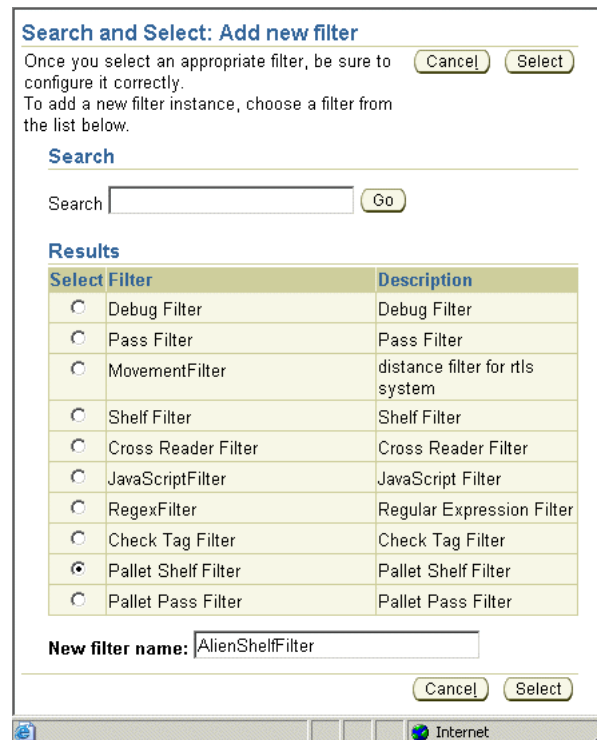 Search and Select: Add new filter
Once you select an appropriate filter, be sure to configure it correctly.
To add a new filter instance, choose a filter from the list below.
Cancel Select
Search
Search Go
Results
Select Filter Description
Debug Filter Debug Filter
Pass Filter Pass Filter
MovementFilter distance filter for rtls system
Shelf Filter Shelf Filter
Cross Reader Filter Cross Reader Filter
JavaScriptFilter JavaScript Filter
RegexFilter Regular Expression Filter
Check Tag Filter Check Tag Filter
Pallet Shelf Filter Pallet Shelf Filter
Pallet Pass Filter Pallet Pass Filter
New filter name: AlienShelfFilter
Cancel Select
Internet